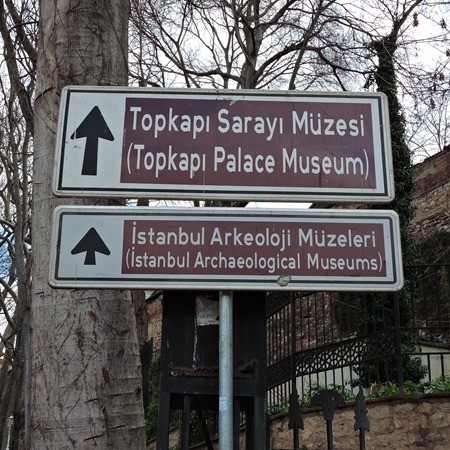 Topkapı Sarayı Müzesi
(Topkapı Palace Museum)
İstanbul Arkeoloji Müzeleri
(İstanbul Archaeological Museums)